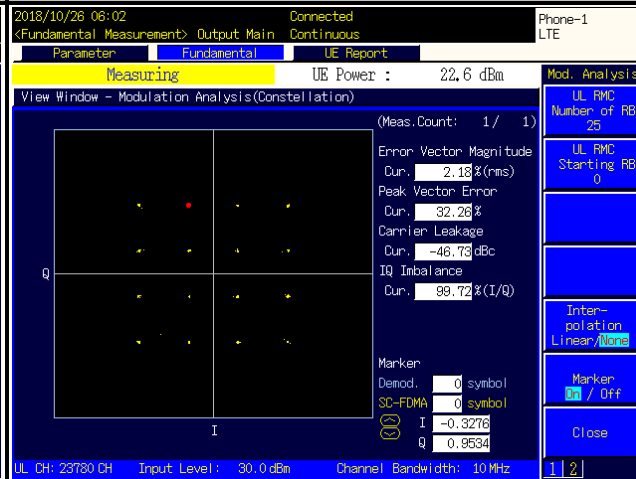 2018/10/26 06:02 Connected Phone-1
<Fundamental Measurement> Output Main Continuous LTE
Parameter Fundamental UE Report
Measuring UE Power : 22.6 dBm Mod. Analysis
View Window - Modulation Analysis(Constellation)
UL RMC
Number of RB
25
(Meas.Count: 1/ 1)
UL RMC
Starting RB
0
Error Vector Magnitude
Cur. 2.18 %(rms)
Peak Vector Error
Cur. 32.26 %
Carrier Leakage
Cur. -46.73 dBc
IQ Imbalance
Cur. 99.72 %(I/Q)
Q
Inter-
polation
Linear/None
Marker
Demod. 0 symbol
SC-FDMA 0 symbol
I -0.3276
Q 0.9534
Marker
On / Off
I
Close
UL CH: 23780 CH Input Level: 30.0 dBm Channel Bandwidth: 10 MHz 1 2